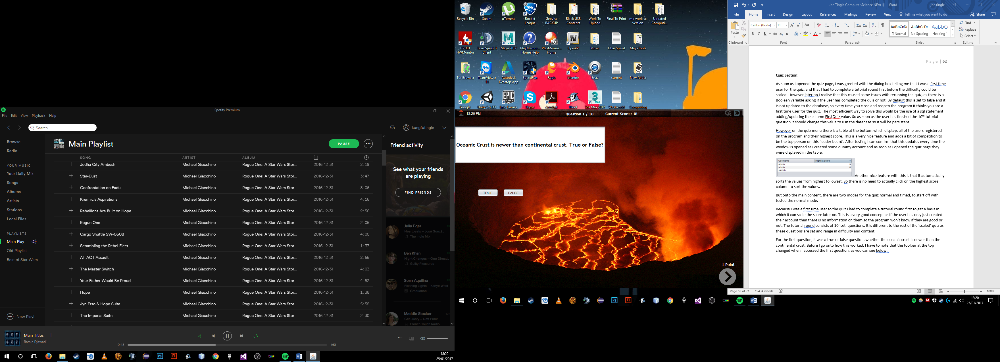 Spotify Premium
File Edit View Playback Help
Search
kungfutingle
Browse
Radio
YOUR MUSIC
Your Daily Mix
Songs
Albums
Artists
Stations
Local Files
PLAYLISTS
Main Play...
Old Playlist
Best of Star Wars
New Playl...
Main Playlist
PAUSE
SONG ARTIST ALBUM
Jedha City Ambush Michael Giacchino Rogue One: A Star Wars Stor... 2016-12-31 2:19
Star-Dust Michael Giacchino Rogue One: A Star Wars Stor... 2016-12-31 3:47
Confrontation on Eadu Michael Giacchino Rogue One: A Star Wars Stor... 2016-12-31 8:06
Krennic's Aspirations Michael Giacchino Rogue One: A Star Wars Stor... 2016-12-31 4:16
Rebellions Are Built on Hope Michael Giacchino Rogue One: A Star Wars Stor... 2016-12-31 2:56
Rogue One Michael Giacchino Rogue One: A Star Wars Stor... 2016-12-31 2:05
Cargo Shuttle SW-0608 Michael Giacchino Rogue One: A Star Wars Stor... 2016-12-31 4:00
Scrambling the Rebel Fleet Michael Giacchino Rogue One: A Star Wars Stor... 2016-12-31 1:33
AT-ACT Assault Michael Giacchino Rogue One: A Star Wars Stor... 2016-12-31 2:55
The Master Switch Michael Giacchino Rogue One: A Star Wars Stor... 2016-12-31 4:03
Your Father Would Be Proud Michael Giacchino Rogue One: A Star Wars Stor... 2016-12-31 4:52
Hope Michael Giacchino Rogue One: A Star Wars Stor... 2016-12-31 1:38
Jyn Erso & Hope Suite Michael Giacchino Rogue One: A Star Wars Stor... 2016-12-31 5:52
The Imperial Suite Michael Giacchino Rogue One: A Star Wars Stor... 2016-12-31 2:30
Friend activity
See what your friends
are playing
FIND FRIENDS
Julia Eger
Heartbeats – José Gonzá..
The Indie Mix
Ben Khan
Night Changes – One Directi..
Guilty Pleasures
Sean Aquilina
Flashing Lights – Kanye West
Graduation
Maddie Stocker
Get Lucky – Daft Punk
French Touch Radio
Main Titles
Ramin Djawadi
0:48 1:51
18:20
25/01/2017
Recycle Bin Steam µTorrent Rocket League Geovise BACKUP Black USB Contents Work To Upload Final To Print md work sc version Updated Computi...
CPUID HWMonitor TeamSpeak 3 Client Maya 2017 PlayMemor... Home Help PlayMemor... Home OpenIV Music Char Speed MayaTools
Tor Browser TeamViewer 11 Autodesk Desktop App SpeedFan Raptr blender Snaz current New folder
Google Unity 5.5.0f3 Epic Games Skype Acrobat BlueJ 3ds Max 2017 Westworld Computing
18:20 PM Question 1 / 10 Current Score : 0!
Oceanic Crust is newer than continental crust. True or False?
TRUE FALSE
1 Point
Joe Tingle Computer Science NEA(1) - Word joe tingle
File Home Insert Design Layout References Mailings Review View Tell me what you want to do Share
Paste Calibri (Body) 11
AaBbCcDc AaBbCcDc AaBbCc
¶ Normal No Spacing Heading 1
Find
Replace
Select
Clipboard Font Paragraph Styles Editing
Page | 62
Quiz Section:
As soon as I opened the quiz page, I was greeted with the dialog box telling me that I was a first time
user for the quiz, and that I had to complete a tutorial round first before the difficulty could be
scaled. However later on I realise that this caused some issues with rerunning the quiz, as there is a
Boolean variable asking if the user has completed the quiz or not. By default this is set to false and it
is not updated to the database, so every time you close and reopen the program it thinks you are a
first time user for the quiz. The most efficient way to solve this would be the use of a sql statement
adding/updating the column FirstQuiz value. So as soon as the user has finished the 10th tutorial
question it should change this value to 0 in the database so it will be persistent.
However on the quiz menu there is a table at the bottom which displays all of the users registered
on the program and their highest score. This is a very nice feature and adds a bit of competition to
be the top person on this 'leader board'. After testing I can confirm that this updates every time the
window is opened as I created some dummy account and as soon as I opened the quiz page they
were displayed in the table.
Username Highest Score
Admin 9
admin 8
samoh
Another nice feature with this is that it automatically
sorts the values from highest to lowest. So there is no need to actually click on the highest score
column to sort the values.
But onto the main content, there are two modes for the quiz normal and timed, to start off with I
tested the normal mode.
Because I was a first time user to the quiz I had to complete a tutorial round first to get a basis in
which it can scale the score later on. This is a very good concept as if the user has only just created
their account then there is no information on them so the program won't know if they are good or
not. The tutorial round consists of 10 'set' questions. It is different to the rest of the 'scaled' quiz as
these questions are set and range in difficulty and content.
For the first question, it was a true or false question, whether the oceanic crust is newer than the
continental crust. Before I go onto how this worked, I have to note that the toolbar at the top
changed when I accessed the first question, as you can see below :
Page 62 of 71 19434 words 100%
18:20
25/01/2017